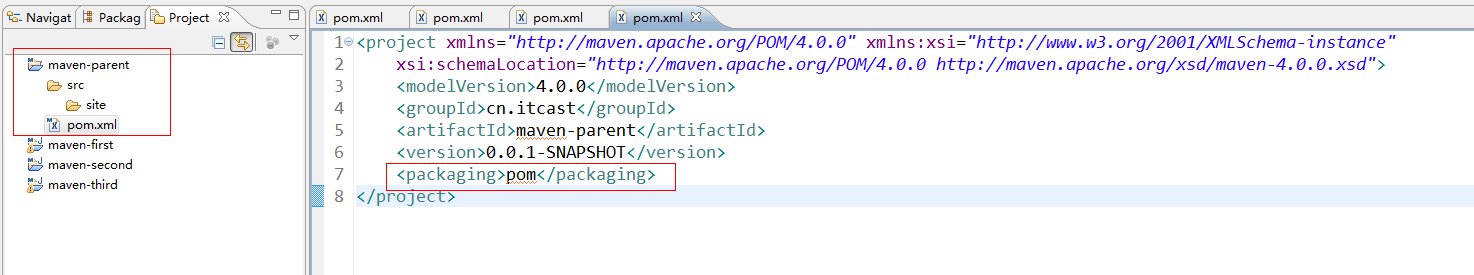 Navigat Packag Project
maven-parent
src
site
pom.xml
maven-first
maven-second
maven-third
pom.xml pom.xml pom.xml pom.xml
1 <project xmlns="http://maven.apache.org/POM/4.0.0" xmlns:xsi="http://www.w3.org/2001/XMLSchema-instance"
2 xsi:schemaLocation="http://maven.apache.org/POM/4.0.0 http://maven.apache.org/xsd/maven-4.0.0.xsd">
3 <modelVersion>4.0.0</modelVersion>
4 <groupId>cn.itcast</groupId>
5 <artifactId>maven-parent</artifactId>
6 <version>0.0.1-SNAPSHOT</version>
7 <packaging>pom</packaging>
8 </project>